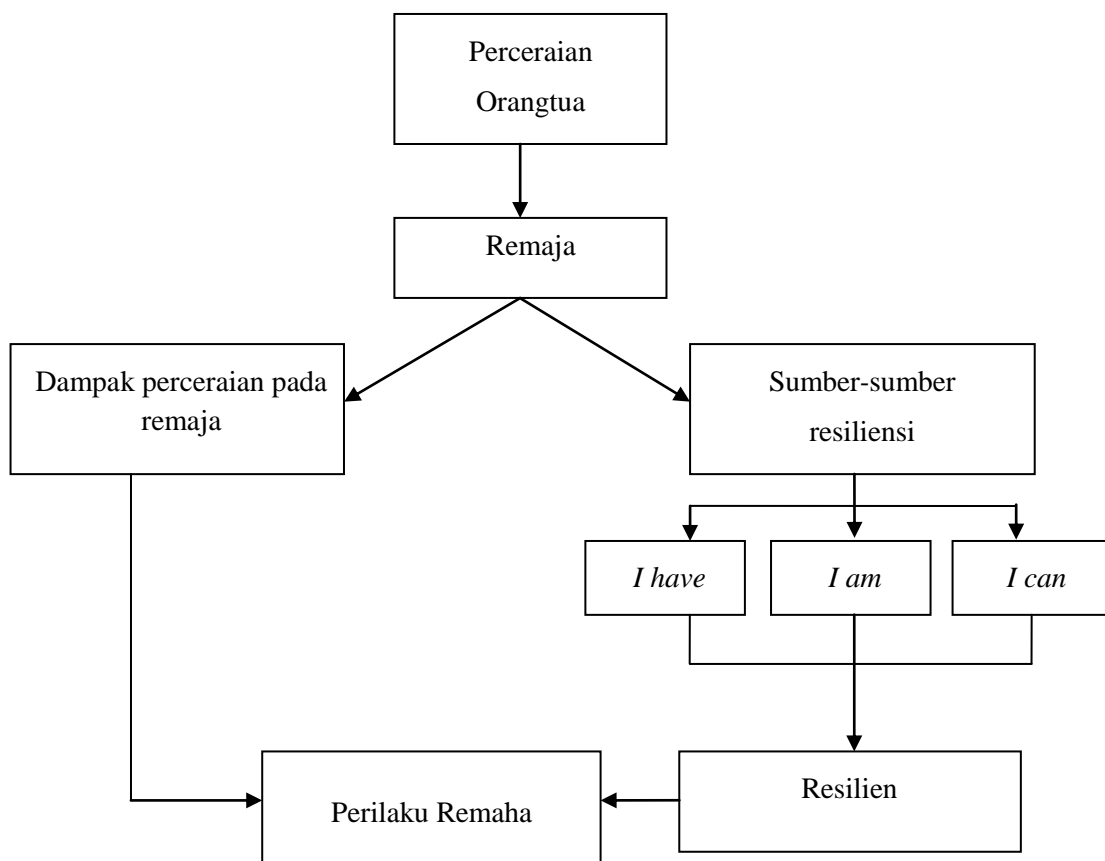 Perceraian
Orangtua
Remaja
Dampak perceraian pada
remaja
Sumber-sumber
resiliensi
I have
I am
I can
Perilaku Remaha
Resilien